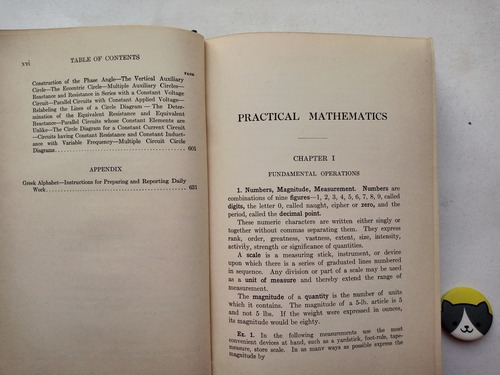 xvi TABLE OF CONTENTS
PAGE
Construction of the Phase Angle—The Vertical Auxiliary
Circle—The Eccentric Circle—Multiple Auxiliary Circles—
Reactance and Resistance in Series with a Constant Voltage
Circuit—Parallel Circuits with Constant Applied Voltage—
Relabeling the Lines of a Circle Diagram—The Deter-
mination of the Equivalent Resistance and Equivalent
Reactance—Parallel Circuits whose Constant Elements are
Unlike—The Circle Diagram for a Constant Current Circuit
—Circuits having Constant Resistance and Constant Induct-
ance with Variable Frequency—Multiple Circuit Circle
Diagrams. 601
APPENDIX
Greek Alphabet—Instructions for Preparing and Reporting Daily
Work. 631
PRACTICAL MATHEMATICS
CHAPTER I
FUNDAMENTAL OPERATIONS
1. Numbers, Magnitude, Measurement. Numbers are
combinations of nine figures—1, 2, 3, 4, 5, 6, 7, 8, 9, called
digits, the letter 0, called naught, cipher or zero, and the
period, called the decimal point.
These numeric characters are written either singly or
together without commas separating them. They express
rank, order, greatness, vastness, extent, size, intensity,
activity, strength or significance of quantities.
A scale is a measuring stick, instrument, or device
upon which there is a series of graduated lines numbered
in sequence. Any division or part of a scale may be used
as a unit of measure and thereby extend the range of
measurement.
The magnitude of a quantity is the number of units
which it contains. The magnitude of a 5-lb. article is 5
and not 5 lbs. If the weight were expressed in ounces,
its magnitude would be eighty.
Ex. 1. In the following measurements use the most
convenient devices at hand, such as a yardstick, foot-rule, tape-
measure, store scale. In as many ways as possible express the
magnitude by